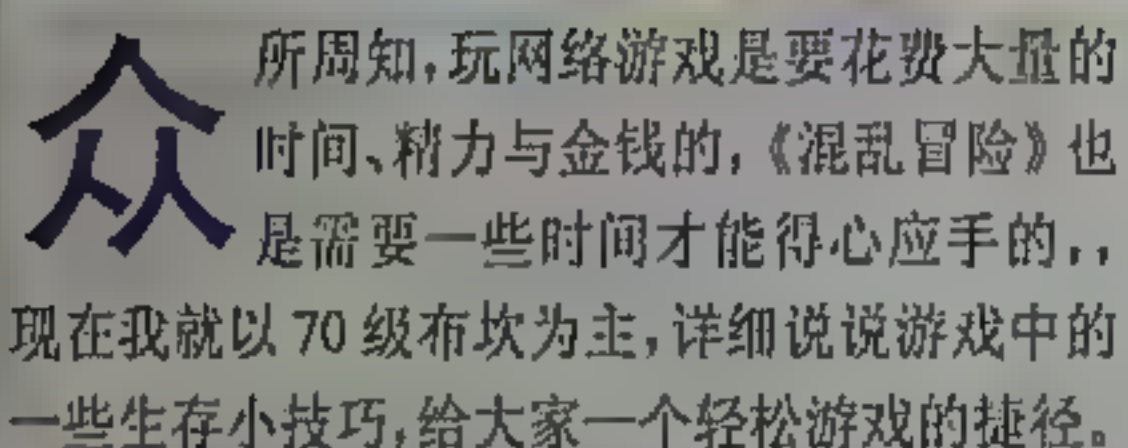 众所周知,玩网络游戏是要花费大量的
时间、精力与金钱的,《混乱冒险》也
是需要一些时间才能得心应手的,,
现在我就以 70 级布坎为主,详细说说游戏中的
一些生存小技巧,给大家一个轻松游戏的捷径。